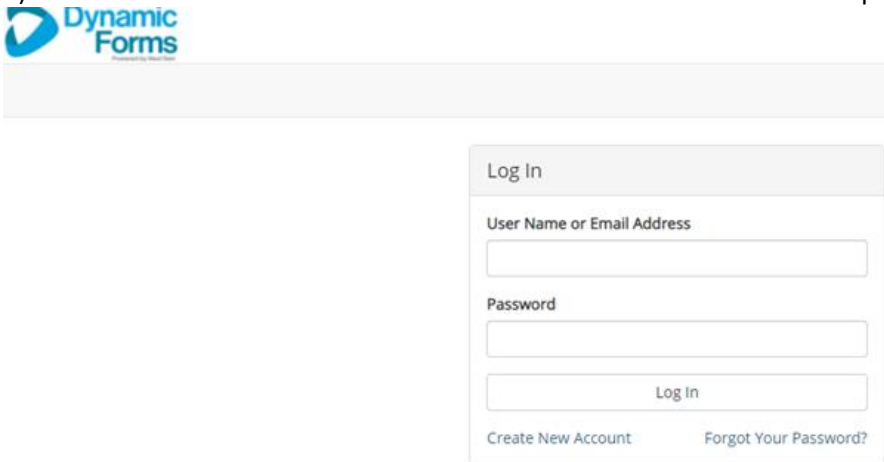 Dynamic
Forms
Log In
User Name or Email Address
Password
Log In
Create New Account Forgot Your Password?